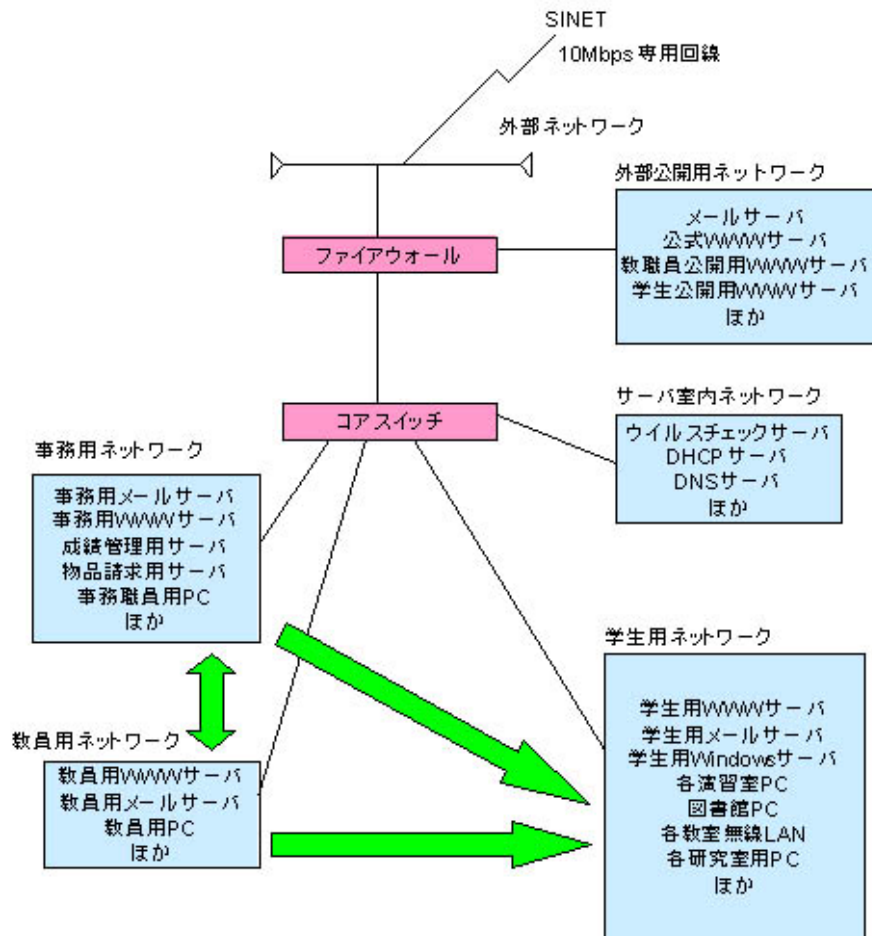 SINET
10Mbps専用回線
外部ネットワーク
外部公開用ネットワーク
メールサーバ
公式WWWサーバ
教職員公開用WWWサーバ
学生公開用WWWサーバ
ほか
ファイアウォール
サーバ室内ネットワーク
コアスイッチ
ウイルスチェックサーバ
DHCPサーバ
DNSサーバ
ほか
事務用ネットワーク
事務用メールサーバ
事務用WWWサーバ
成績管理用サーバ
物品請求用サーバ
事務職員用PC
ほか
学生用ネットワーク
学生用WWWサーバ
学生用メールサーバ
学生用Windowsサーバ
各演習室PC
図書館PC
各教室無線LAN
各研究室用PC
ほか
教員用ネットワーク
教員用WWWサーバ
教員用メールサーバ
教員用PC
ほか